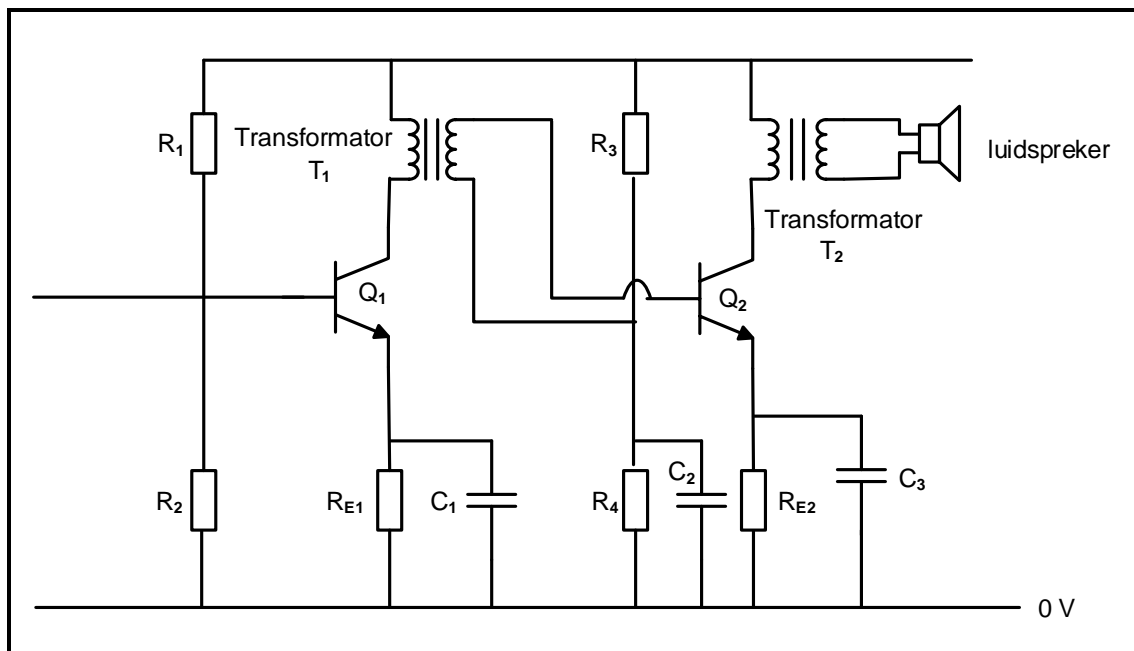 R1
Transformator
T1
R3
luidspreker
Transformator
T2
Q1
Q2
R2
RE1
C1
R4
C2
RE2
C3
0 V